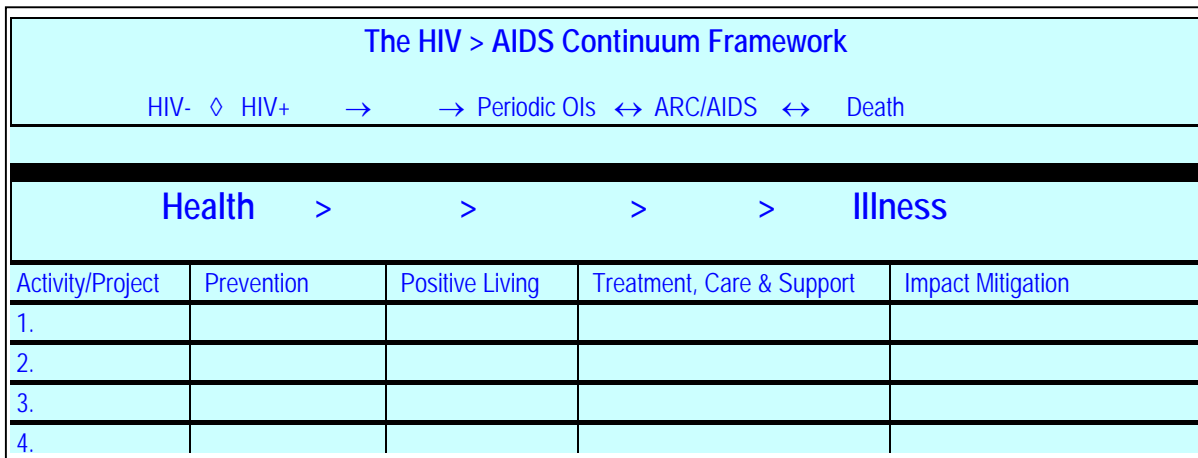 The HIV > AIDS Continuum Framework
HIV- ◊ HIV+ → → Periodic OIs ↔ ARC/AIDS ↔ Death
Health > > > > Illness
Activity/Project Prevention Positive Living Treatment, Care & Support Impact Mitigation
1.
2.
3.
4.